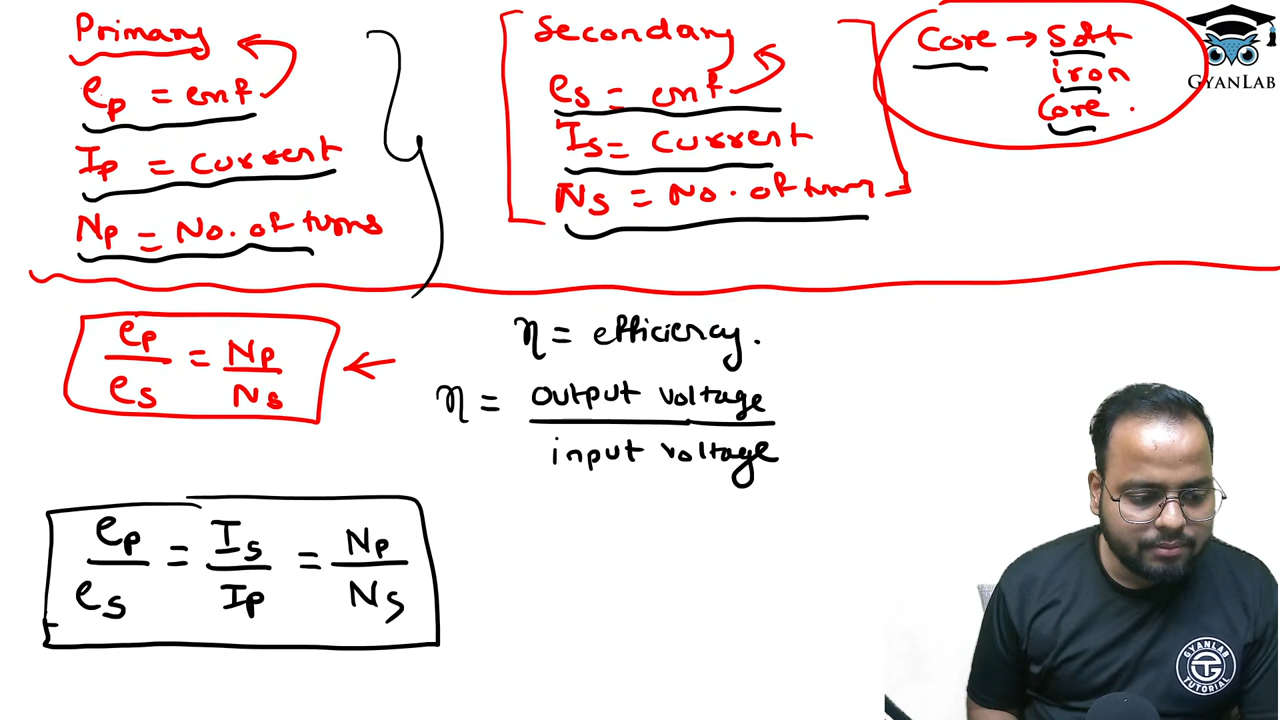 Primary
ep = emf
Ip = current
Np = No. of turns
Secondary
es = emf
Is = current
Ns = No. of turns
Core → Soft
iron
Core.
GYANLAB
ep/es = Np/Ns
η = efficiency.
η = output voltage / input voltage
ep/es = Is/Ip = Np/Ns
GYANLAB
TUTORIAL